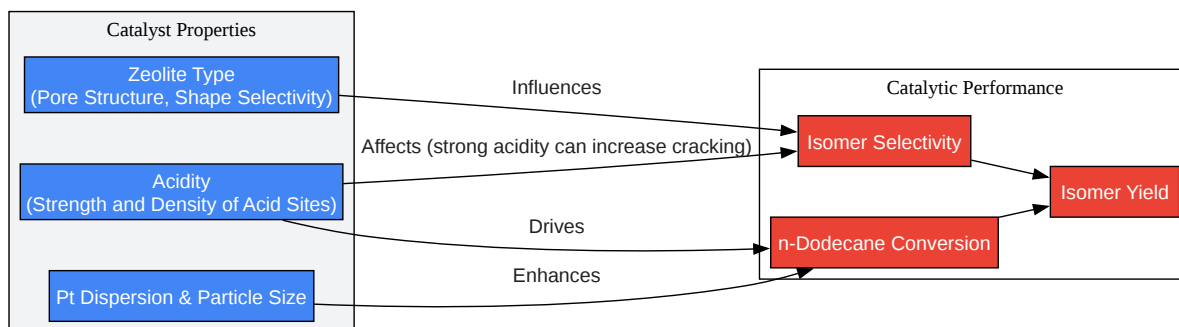 Catalyst Properties
Zeolite Type
(Pore Structure, Shape Selectivity)
Influences
Catalytic Performance
Isomer Selectivity
Affects (strong acidity can increase cracking)
Acidity
(Strength and Density of Acid Sites)
Isomer Yield
Drives
n-Dodecane Conversion
Enhances
Pt Dispersion & Particle Size